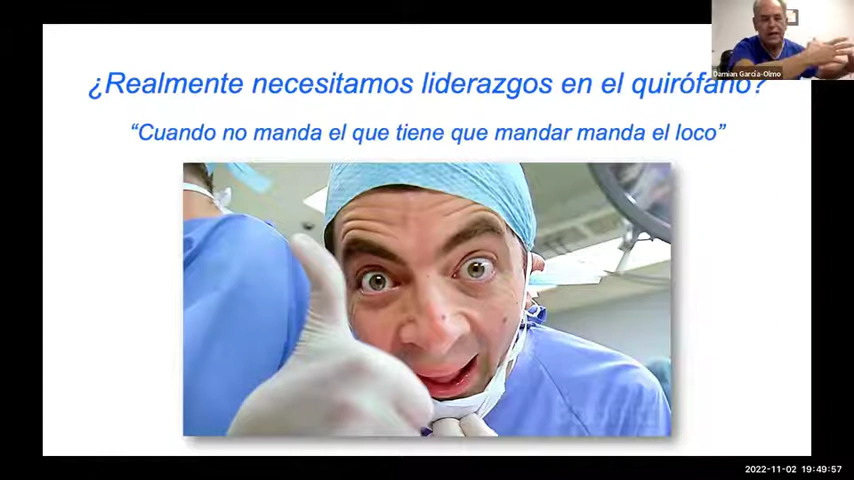 Damian García-Olmo
¿Realmente necesitamos liderazgos en el quirófano?
“Cuando no manda el que tiene que mandar manda el loco”
2022-11-02 19:49:57